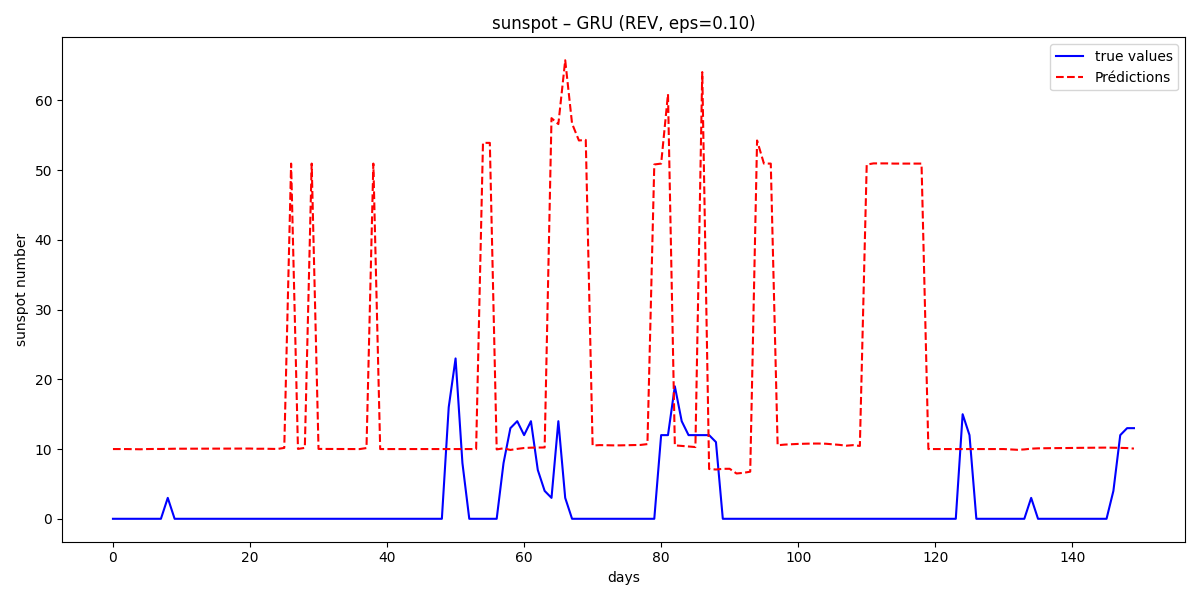 sunspot – GRU (REV, eps=0.10)
true values
Prédictions
sunspot number
60
50
40
30
20
10
0
0 20 40 60 80 100 120 140
days